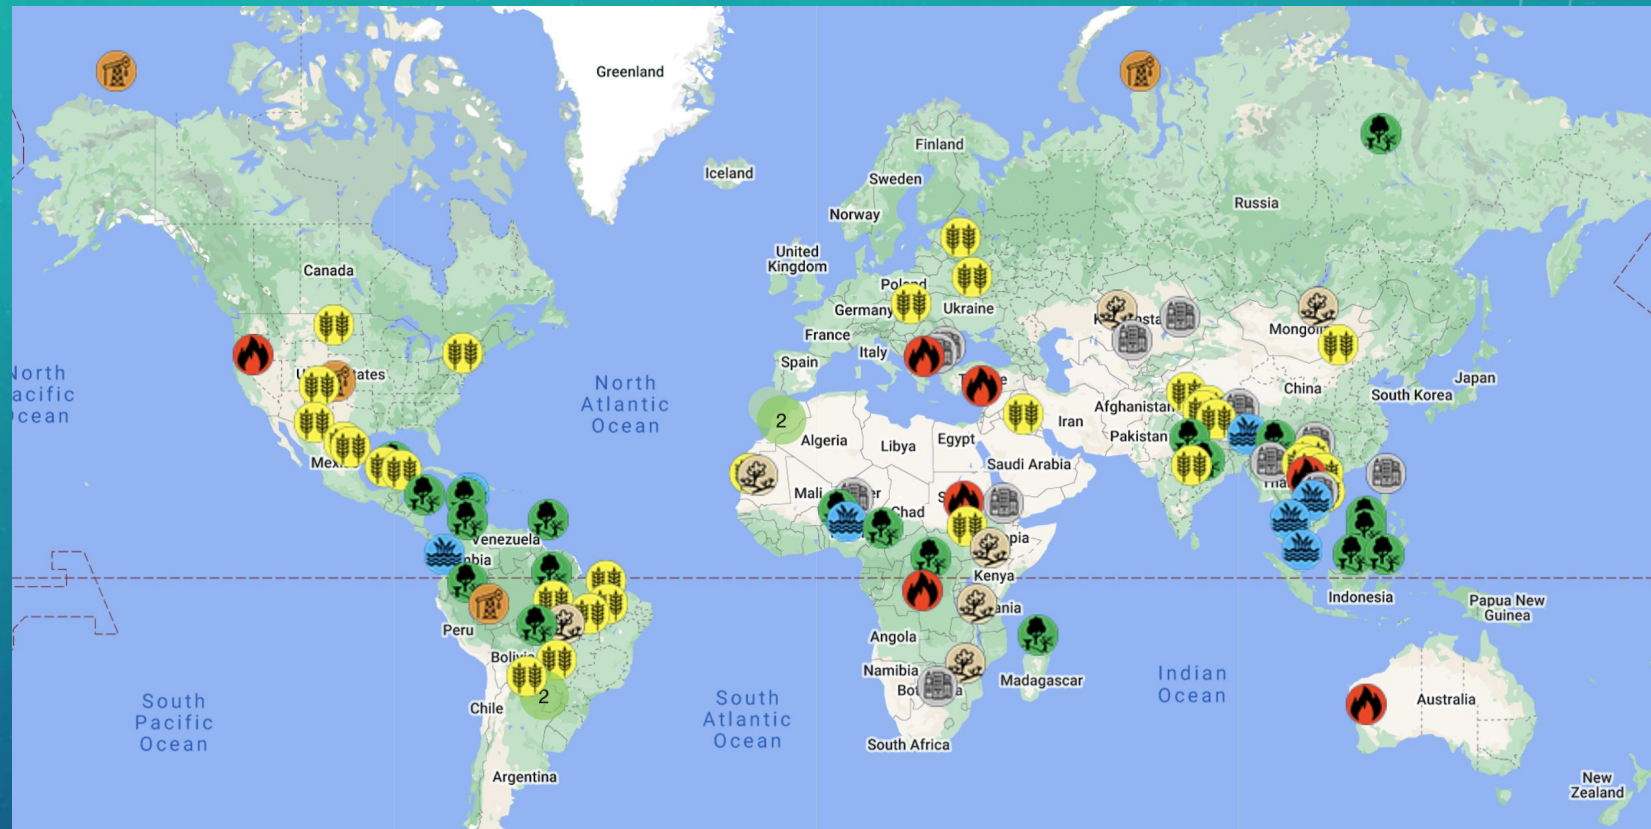 Greenland
Finland
Iceland
Sweden
Russia
Norway
United
Kingdom
Canada
Poland
Germany
Ukraine
France
Mongolia
Italy
Spain
North
Atlantic
Ocean
China
Japan
South Korea
Afghanistan
Iran
2
Algeria
Libya
Egypt
Pakistan
Saudi Arabia
Mali
Chad
Venezuela
Kenya
Indonesia
Papua New
Guinea
Peru
Angola
Namibia
Madagascar
Indian
Ocean
2
Chile
South
Pacific
Ocean
South
Atlantic
Ocean
Australia
South Africa
Argentina
New
Zealand